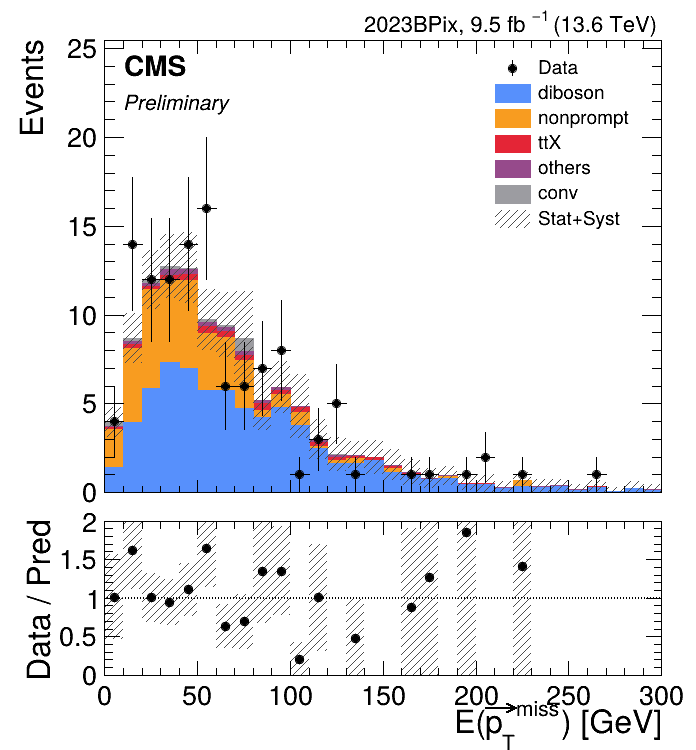 2023BPix, 9.5 fb⁻¹ (13.6 TeV)
Events
25
20
15
10
5
0
CMS
Preliminary
Data
diboson
nonprompt
ttX
others
conv
Stat+Syst
Data / Pred
2
1.5
1
0.5
0
0 50 100 150 200 250 300
E(p⃗_T^miss) [GeV]